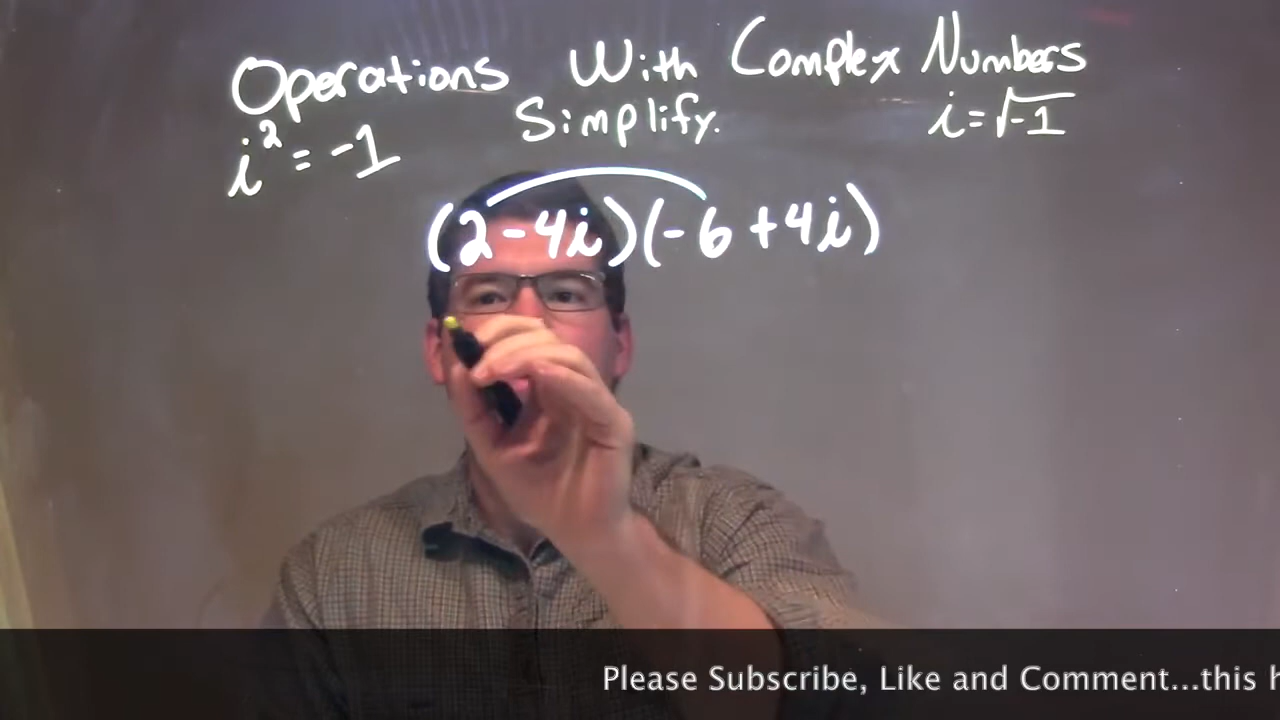 Operations With Complex Numbers
Simplify. i=√-1
i²=-1
(2-4i)(-6+4i)
Please Subscribe, Like and Comment...this